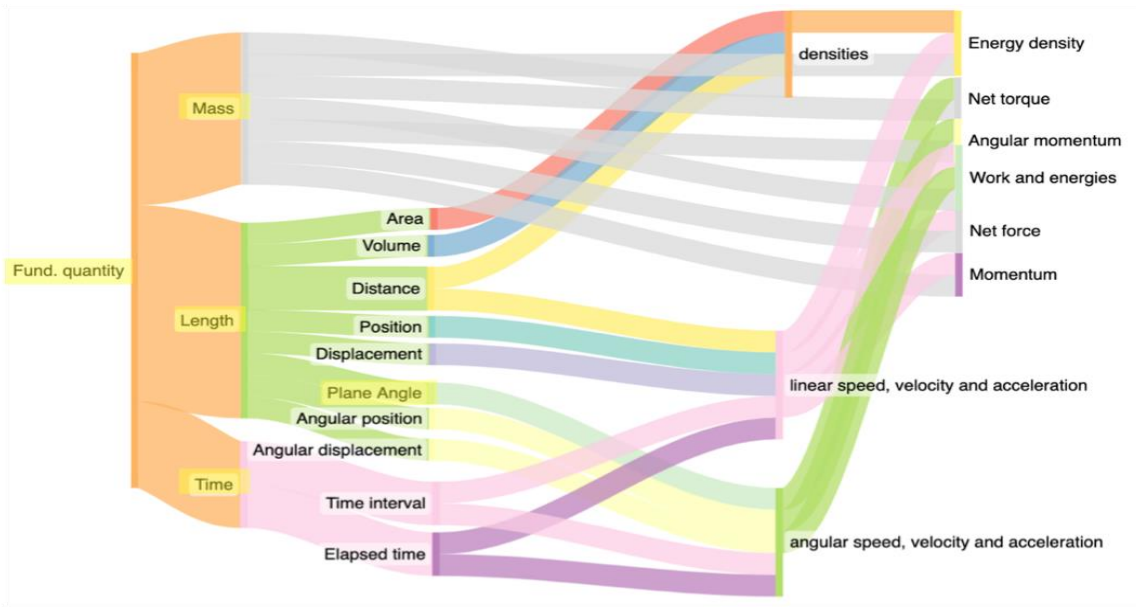 Fund. quantity
Mass
Length
Time
Area
Volume
Distance
Position
Displacement
Plane Angle
Angular position
Angular displacement
Time interval
Elapsed time
densities
linear speed, velocity and acceleration
angular speed, velocity and acceleration
Energy density
Net torque
Angular momentum
Work and energies
Net force
Momentum